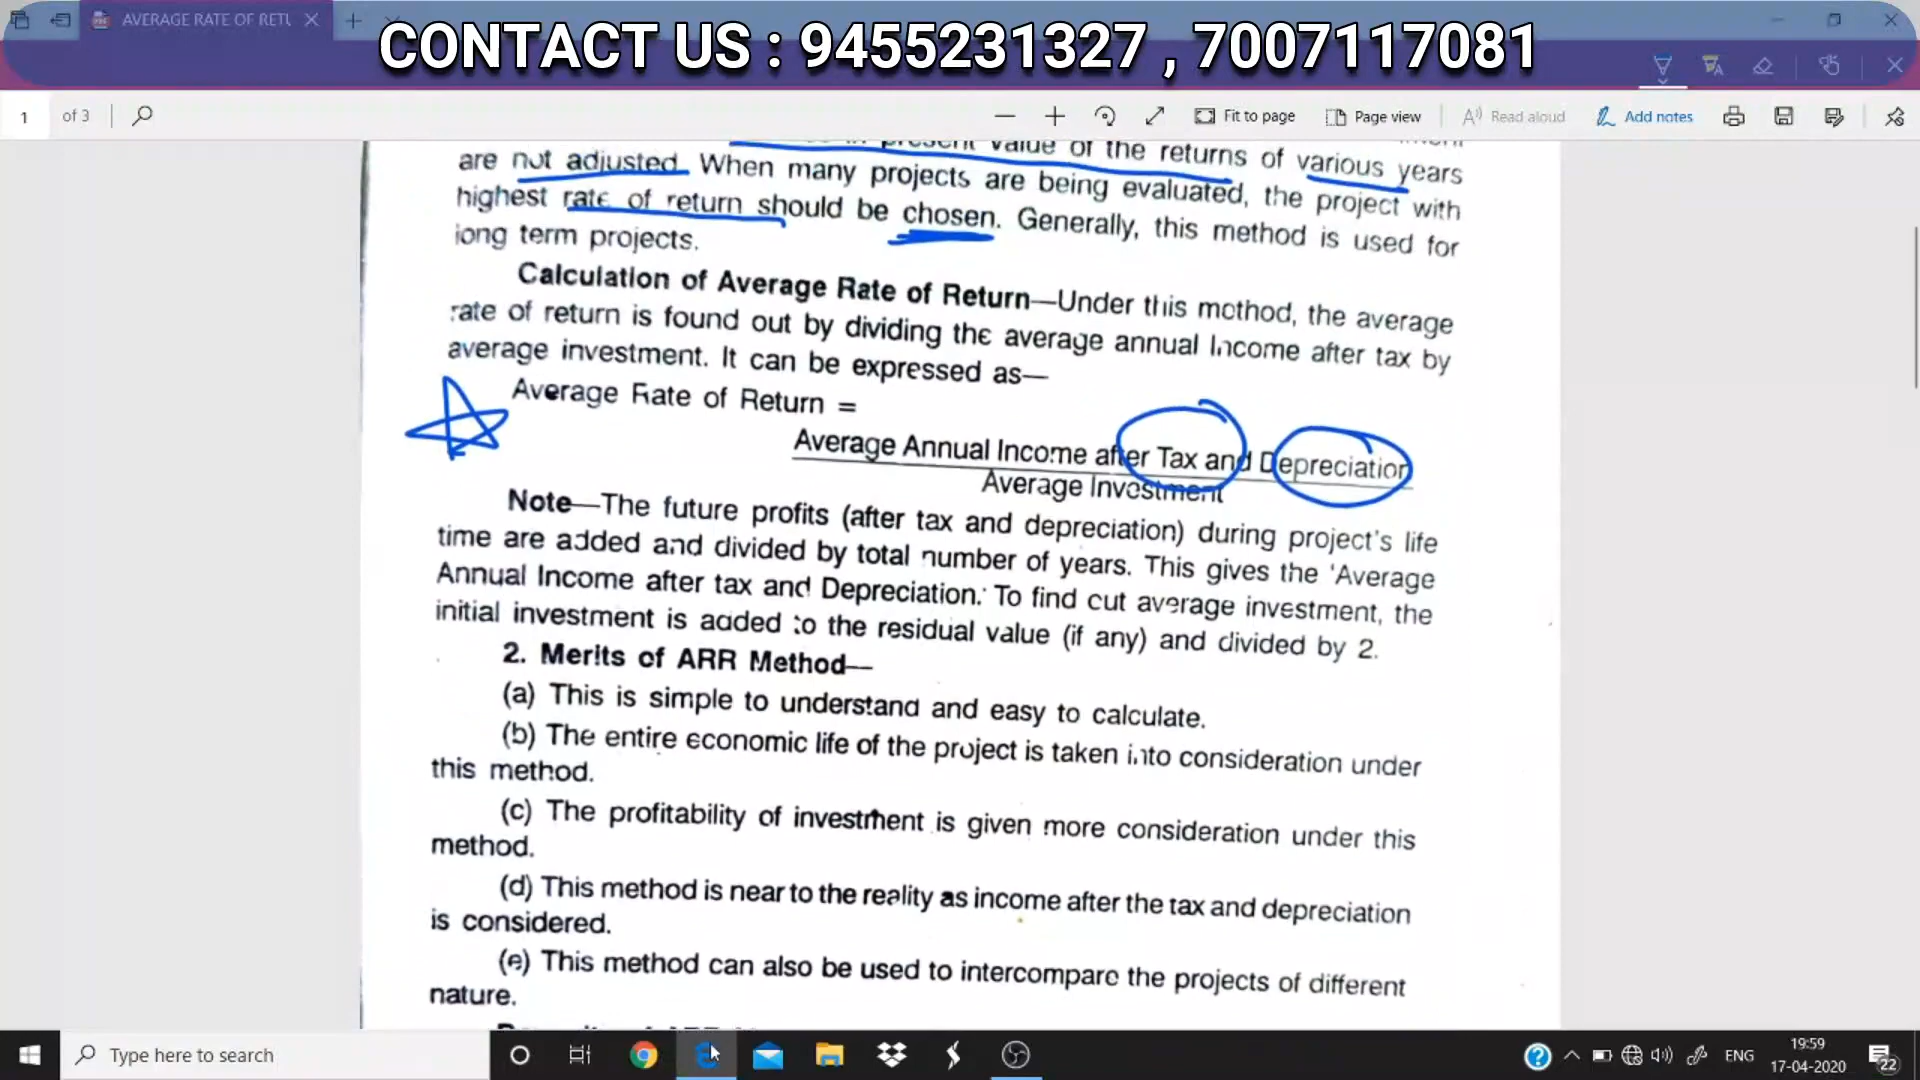 AVERAGE RATE OF RETU
CONTACT US : 9455231327 , 7007117081
1 of 3
Fit to page
Page view
Read aloud
Add notes
present value of the returns of various years
are not adjusted. When many projects are being evaluated, the project with
highest rate of return should be chosen. Generally, this method is used for
long term projects.
Calculation of Average Rate of Return—Under this method, the average
rate of return is found out by dividing the average annual Income after tax by
average investment. It can be expressed as—
Average Rate of Return =
Average Annual Income after Tax and Depreciation
Average Investment
Note—The future profits (after tax and depreciation) during project's life
time are added and divided by total number of years. This gives the 'Average
Annual Income after tax and Depreciation.' To find out average investment, the
initial investment is added to the residual value (if any) and divided by 2.
2. Merits of ARR Method—
(a) This is simple to understand and easy to calculate.
(b) The entire economic life of the project is taken into consideration under
this method.
(c) The profitability of investment is given more consideration under this
method.
(d) This method is near to the reality as income after the tax and depreciation
is considered.
(e) This method can also be used to intercompare the projects of different
nature.
Type here to search
ENG
19:59
17-04-2020
22